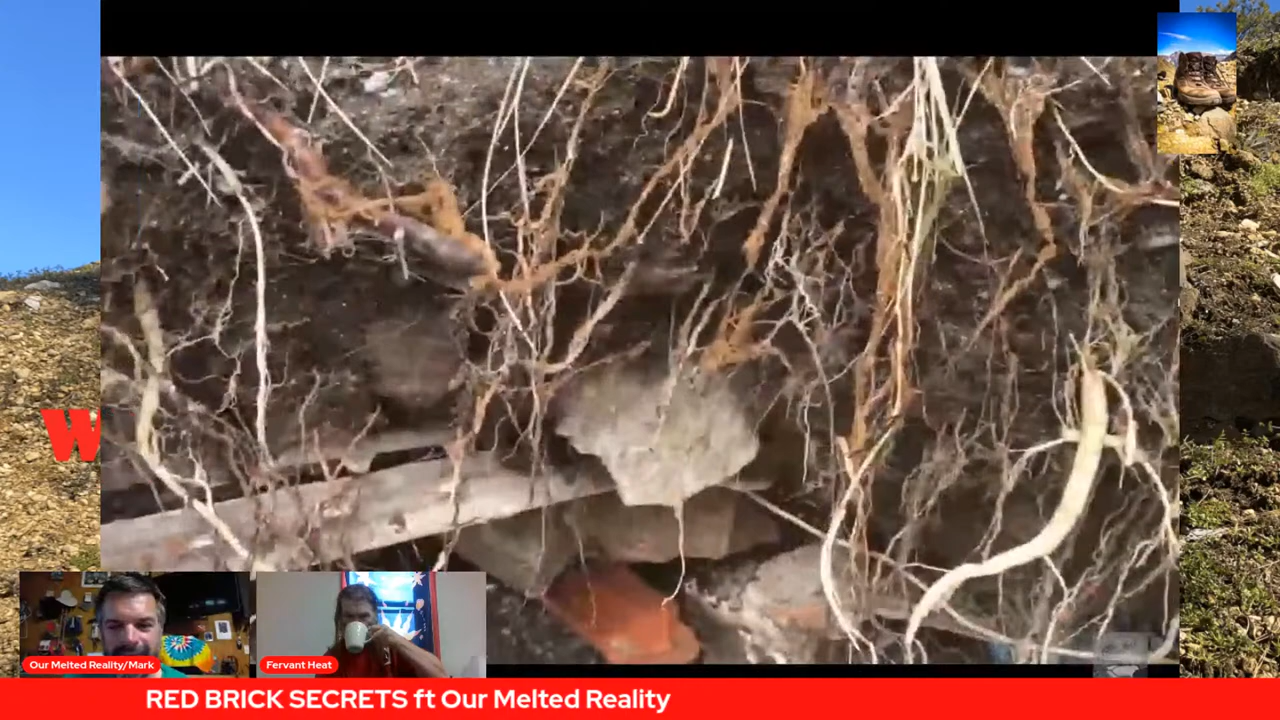 W
Our Melted Reality/Mark
Fervant Heat
RED BRICK SECRETS ft Our Melted Reality